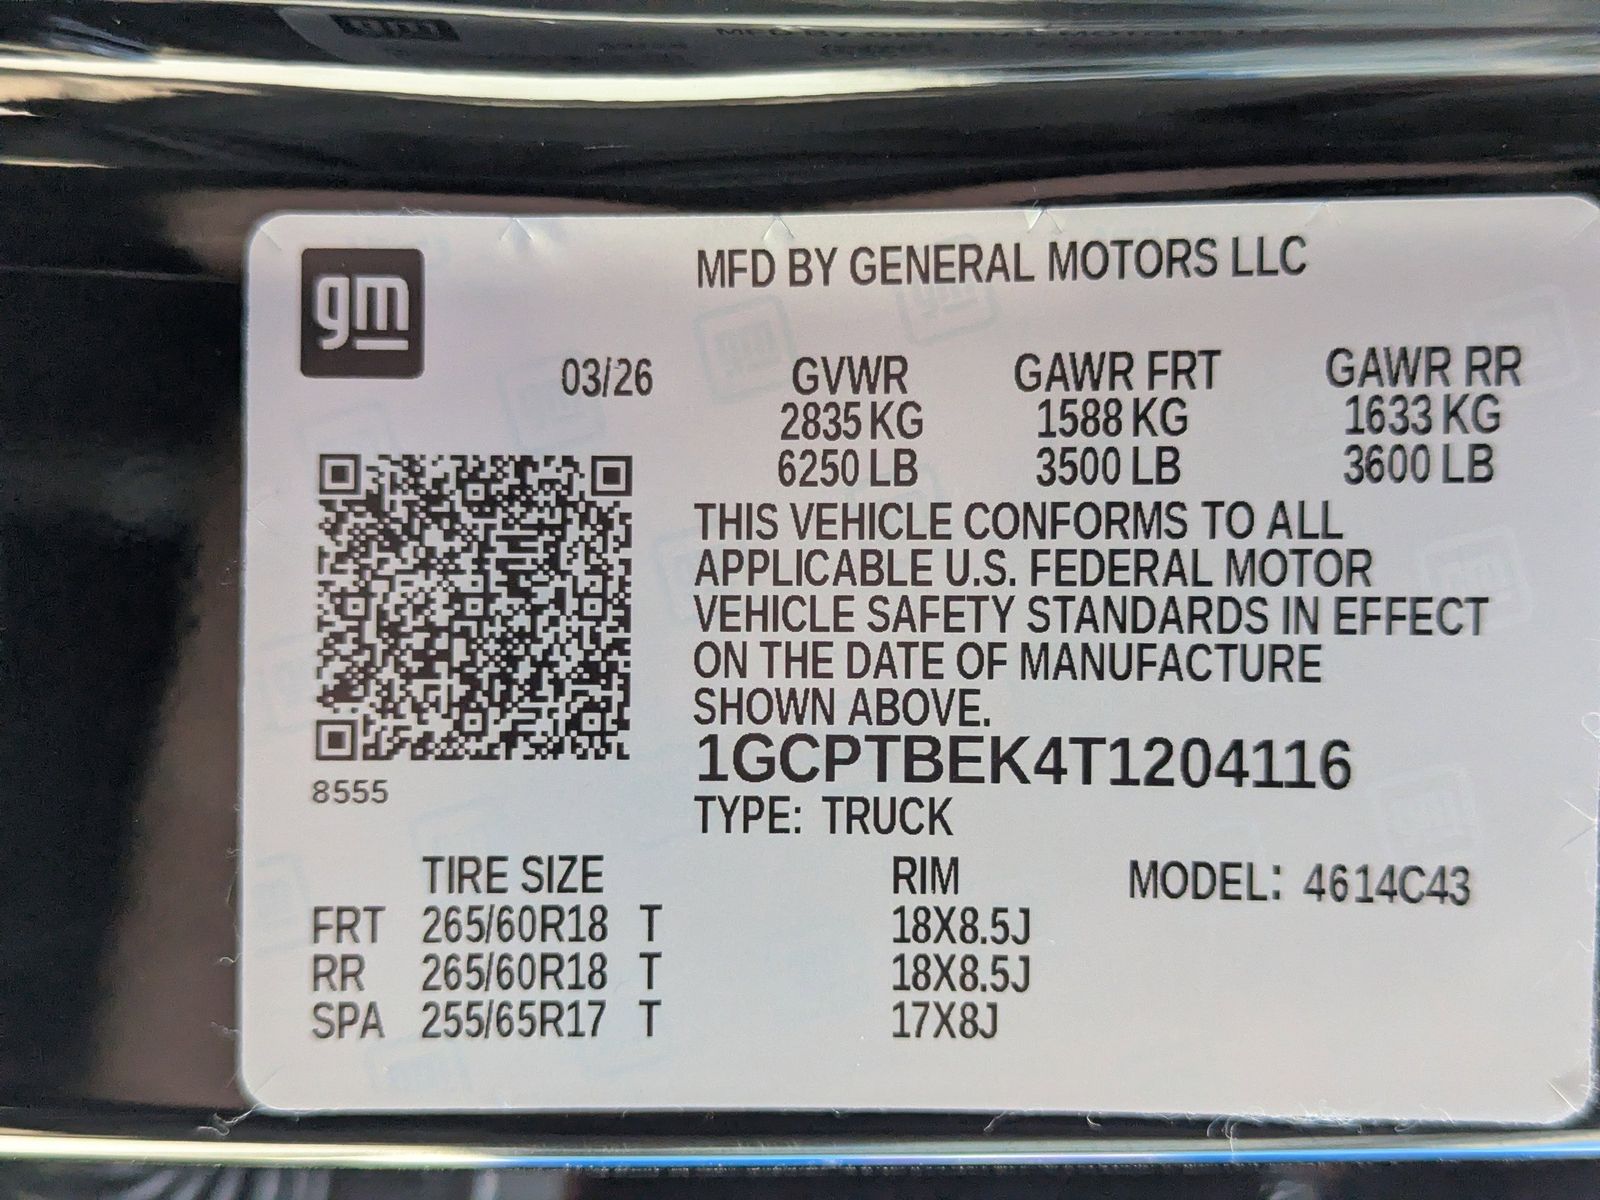 gm
MFD BY GENERAL MOTORS LLC
03/26 GVWR GAWR FRT GAWR RR
2835 KG 1588 KG 1633 KG
6250 LB 3500 LB 3600 LB
THIS VEHICLE CONFORMS TO ALL
APPLICABLE U.S. FEDERAL MOTOR
VEHICLE SAFETY STANDARDS IN EFFECT
ON THE DATE OF MANUFACTURE
SHOWN ABOVE.
1GCPTBEK4T1204116
8555
TYPE: TRUCK
TIRE SIZE RIM MODEL: 4614C43
FRT 265/60R18 T 18X8.5J
RR 265/60R18 T 18X8.5J
SPA 255/65R17 T 17X8J